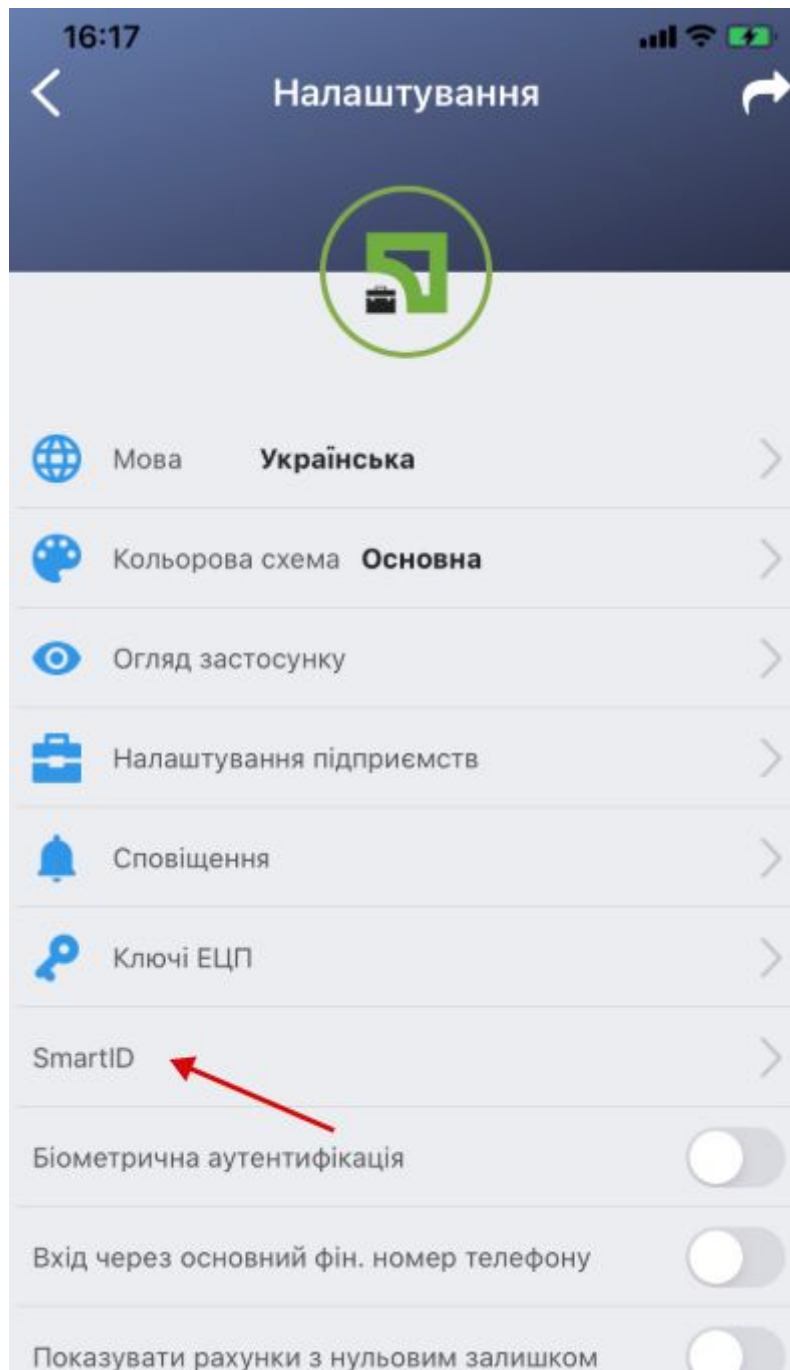 16:17
Налаштування
Мова Українська
Кольорова схема Основна
Огляд застосунку
Налаштування підприємств
Сповіщення
Ключі ЕЦП
SmartID
Біометрична аутентифікація
Вхід через основний фін. номер телефону
Показувати рахунки з нульовим залишком